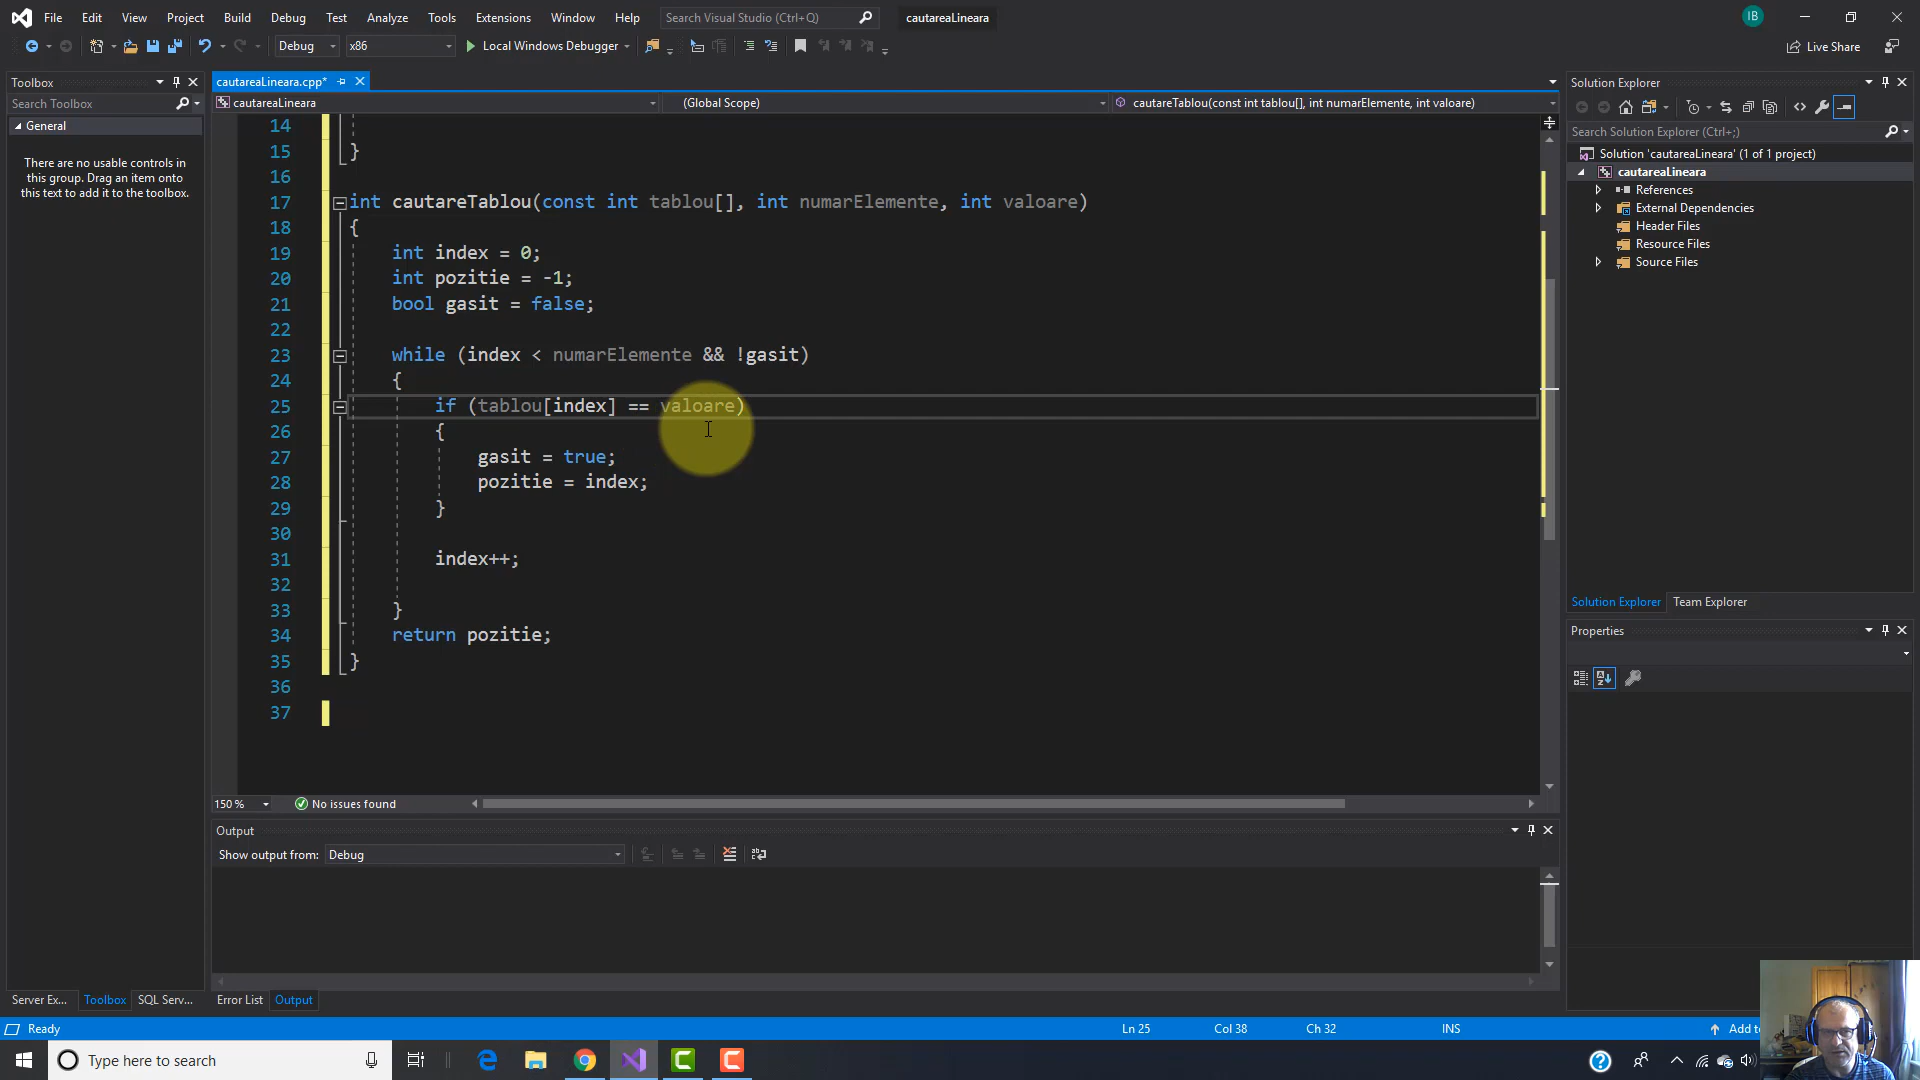 File Edit View Project Build Debug Test Analyze Tools Extensions Window Help Search Visual Studio (Ctrl+Q) cautareaLineara IB
Debug x86 Local Windows Debugger Live Share
Toolbox
Search Toolbox
General
There are no usable controls in
this group. Drag an item onto
this text to add it to the toolbox.
cautareaLineara.cpp*
cautareaLineara (Global Scope) cautareTablou(const int tablou[], int numarElemente, int valoare)
14
15 }
16
17 int cautareTablou(const int tablou[], int numarElemente, int valoare)
18 {
19 int index = 0;
20 int pozitie = -1;
21 bool gasit = false;
22
23 while (index < numarElemente && !gasit)
24 {
25 if (tablou[index] == valoare)
26 {
27 gasit = true;
28 pozitie = index;
29 }
30
31 index++;
32
33 }
34 return pozitie;
35 }
36
37
150 % No issues found
Output
Show output from: Debug
Server Ex... Toolbox SQL Serv... Error List Output
Solution Explorer
Search Solution Explorer (Ctrl+;)
Solution 'cautareaLineara' (1 of 1 project)
cautareaLineara
References
External Dependencies
Header Files
Resource Files
Source Files
Solution Explorer Team Explorer
Properties
Ready Ln 25 Col 38 Ch 32 INS Add to
Type here to search